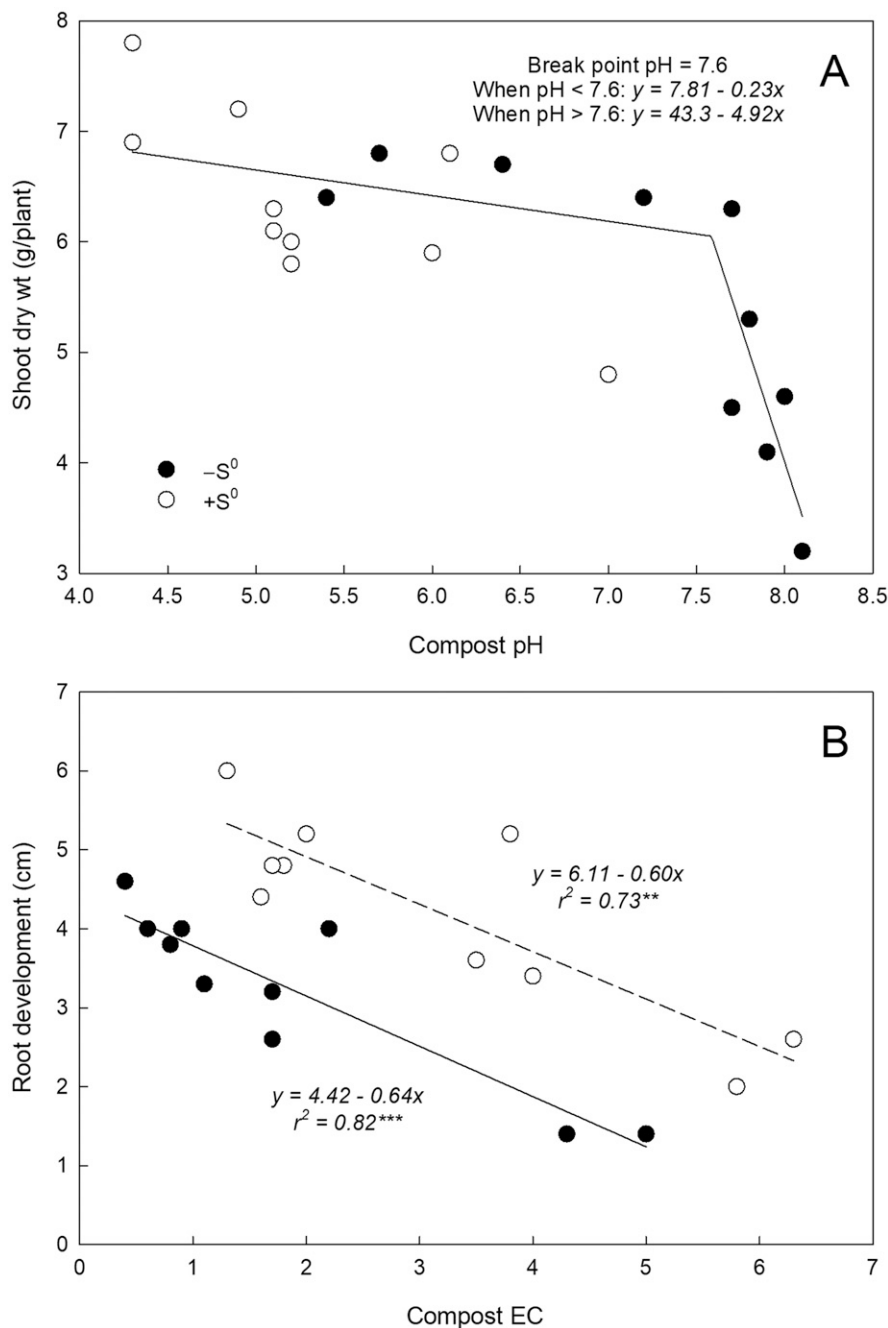 A
Break point pH = 7.6
When pH < 7.6: y = 7.81 - 0.23x
When pH > 7.6: y = 43.3 - 4.92x
8
7
6
5
4
3
Shoot dry wt (g/plant)
–S⁰
+S⁰
4.0 4.5 5.0 5.5 6.0 6.5 7.0 7.5 8.0 8.5
Compost pH
B
7
6
5
4
3
2
1
0
Root development (cm)
y = 6.11 - 0.60x
r² = 0.73**
y = 4.42 - 0.64x
r² = 0.82***
0 1 2 3 4 5 6 7
Compost EC